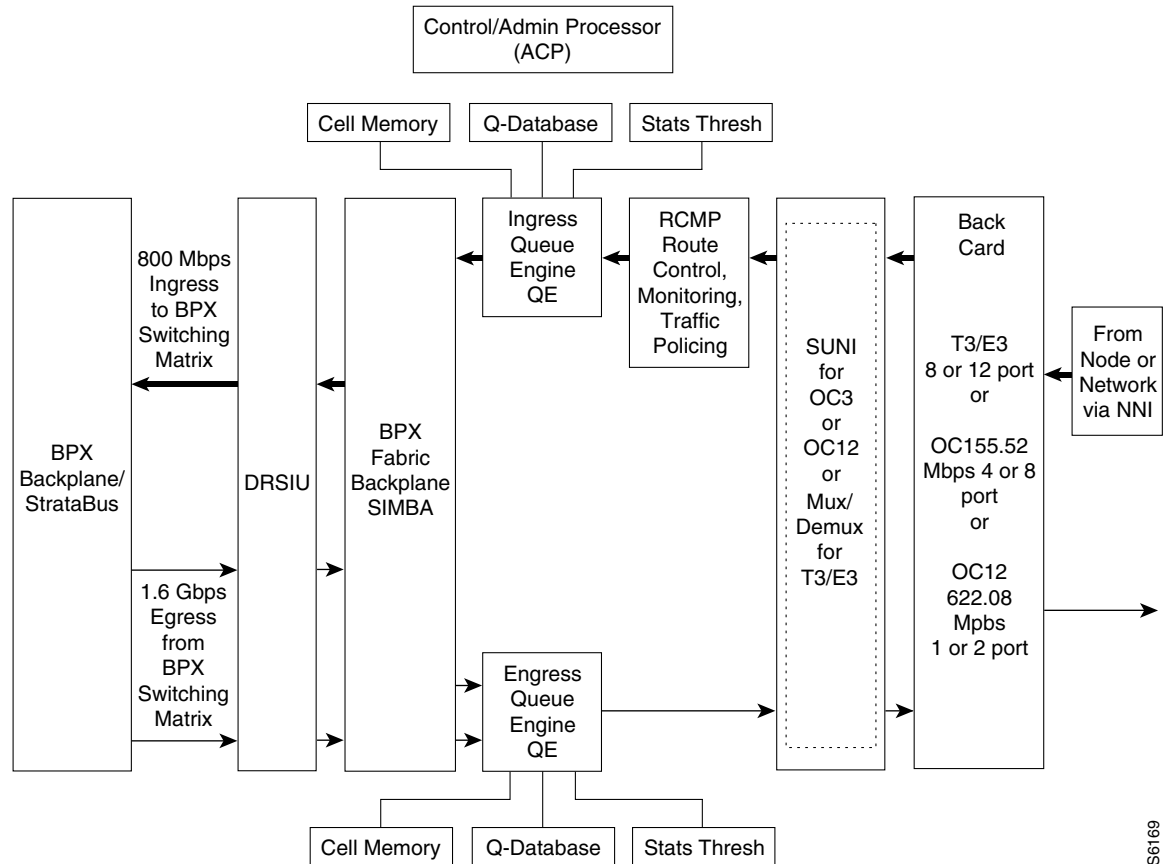 Control/Admin Processor
(ACP)
Cell Memory
Q-Database
Stats Thresh
BPX
Backplane/
StrataBus
800 Mbps
Ingress
to BPX
Switching
Matrix
1.6 Gbps
Egress
from
BPX
Switching
Matrix
DRSIU
BPX
Fabric
Backplane
SIMBA
Ingress
Queue
Engine
QE
RCMP
Route
Control,
Monitoring,
Traffic
Policing
SUNI
for
OC3
or
OC12
or
Mux/
Demux
for
T3/E3
Back
Card
T3/E3
8 or 12 port
or
OC155.52
Mbps 4 or 8
port
or
OC12
622.08
Mpbs
1 or 2 port
From
Node or
Network
via NNI
Engress
Queue
Engine
QE
Cell Memory
Q-Database
Stats Thresh
S6169